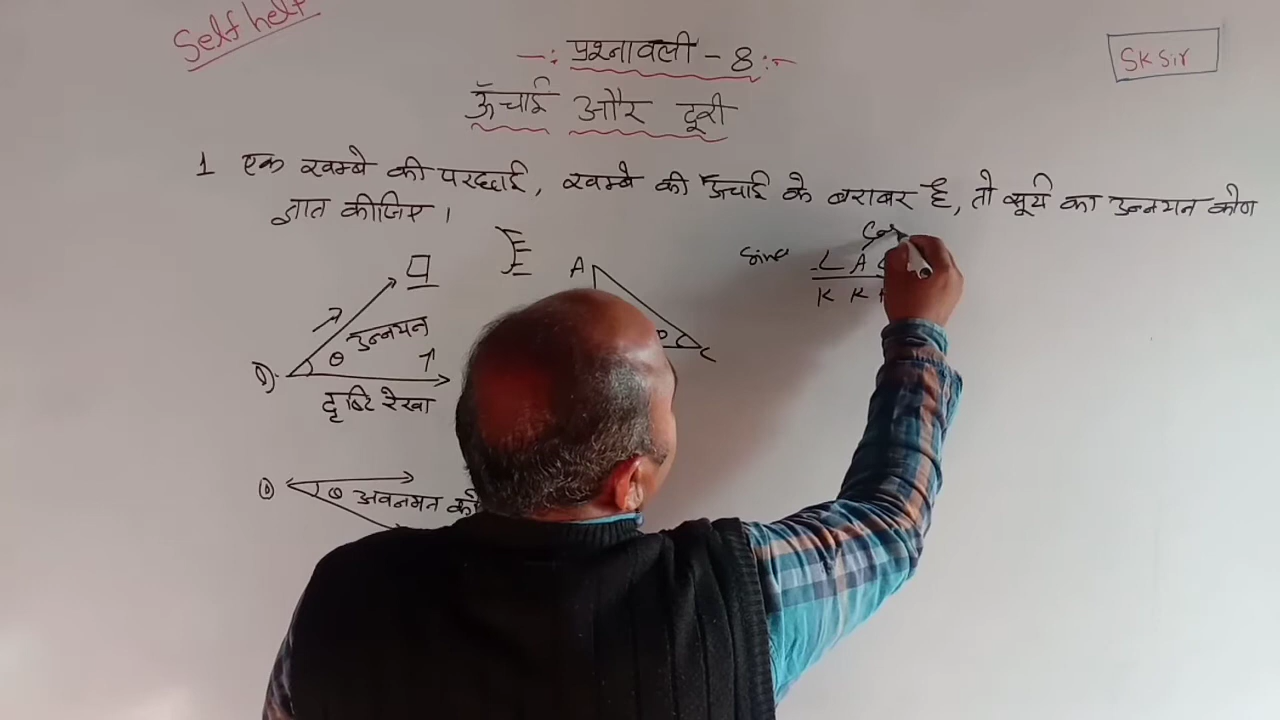 Self help
-: प्रश्नावली - 8 :-
SK Sir
ऊँचाई और दूरी
1 एक खम्बे की परछाई, खम्बे की ऊँचाई के बराबर है, तो सूर्य का उन्नयन कोण
ज्ञात कीजिए।
Sinθ
L A
K K
A
C
θ उन्नयन
दृष्टि रेखा
θ अवनमन को